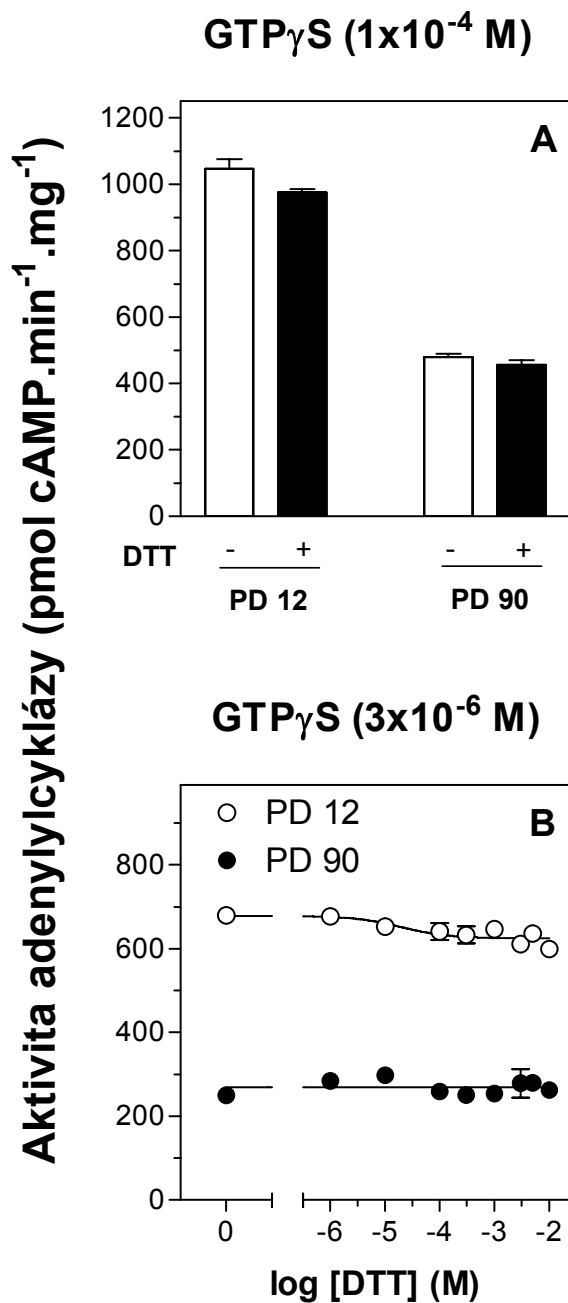 GTPγS (1x10⁻⁴ M)
Aktivita adenylylcyklázy (pmol cAMP.min⁻¹.mg⁻¹)
A
1200
1000
800
600
400
200
0
DTT - + - +
PD 12 PD 90
GTPγS (3x10⁻⁶ M)
PD 12
PD 90
B
800
600
400
200
0
0 -6 -5 -4 -3 -2
log [DTT] (M)